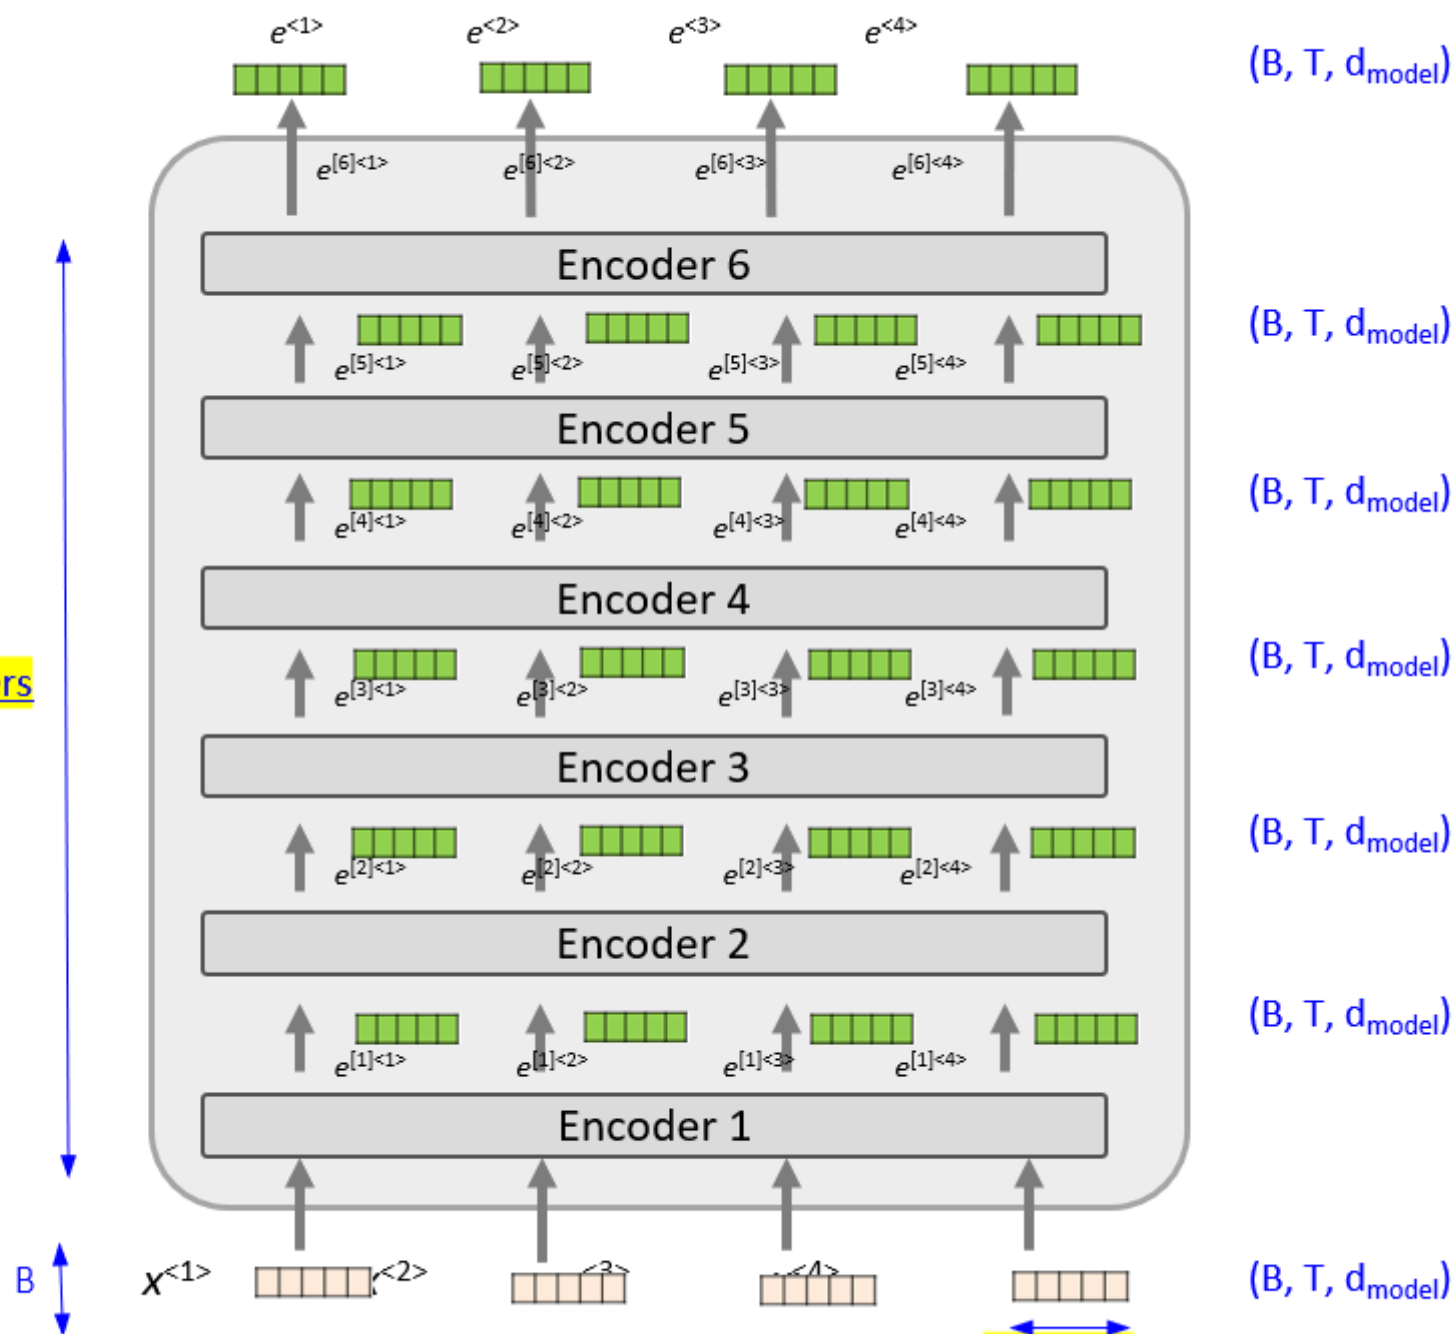 e<1> e<2> e<3> e<4> (B, T, dmodel)
e[6]<1> e[6]<2> e[6]<3> e[6]<4>
Encoder 6
(B, T, dmodel)
e[5]<1> e[5]<2> e[5]<3> e[5]<4>
Encoder 5
(B, T, dmodel)
e[4]<1> e[4]<2> e[4]<3> e[4]<4>
Encoder 4
(B, T, dmodel)
rs e[3]<1> e[3]<2> e[3]<3> e[3]<4>
Encoder 3
(B, T, dmodel)
e[2]<1> e[2]<2> e[2]<3> e[2]<4>
Encoder 2
(B, T, dmodel)
e[1]<1> e[1]<2> e[1]<3> e[1]<4>
Encoder 1
B x<1> <2> <3> <4> (B, T, dmodel)